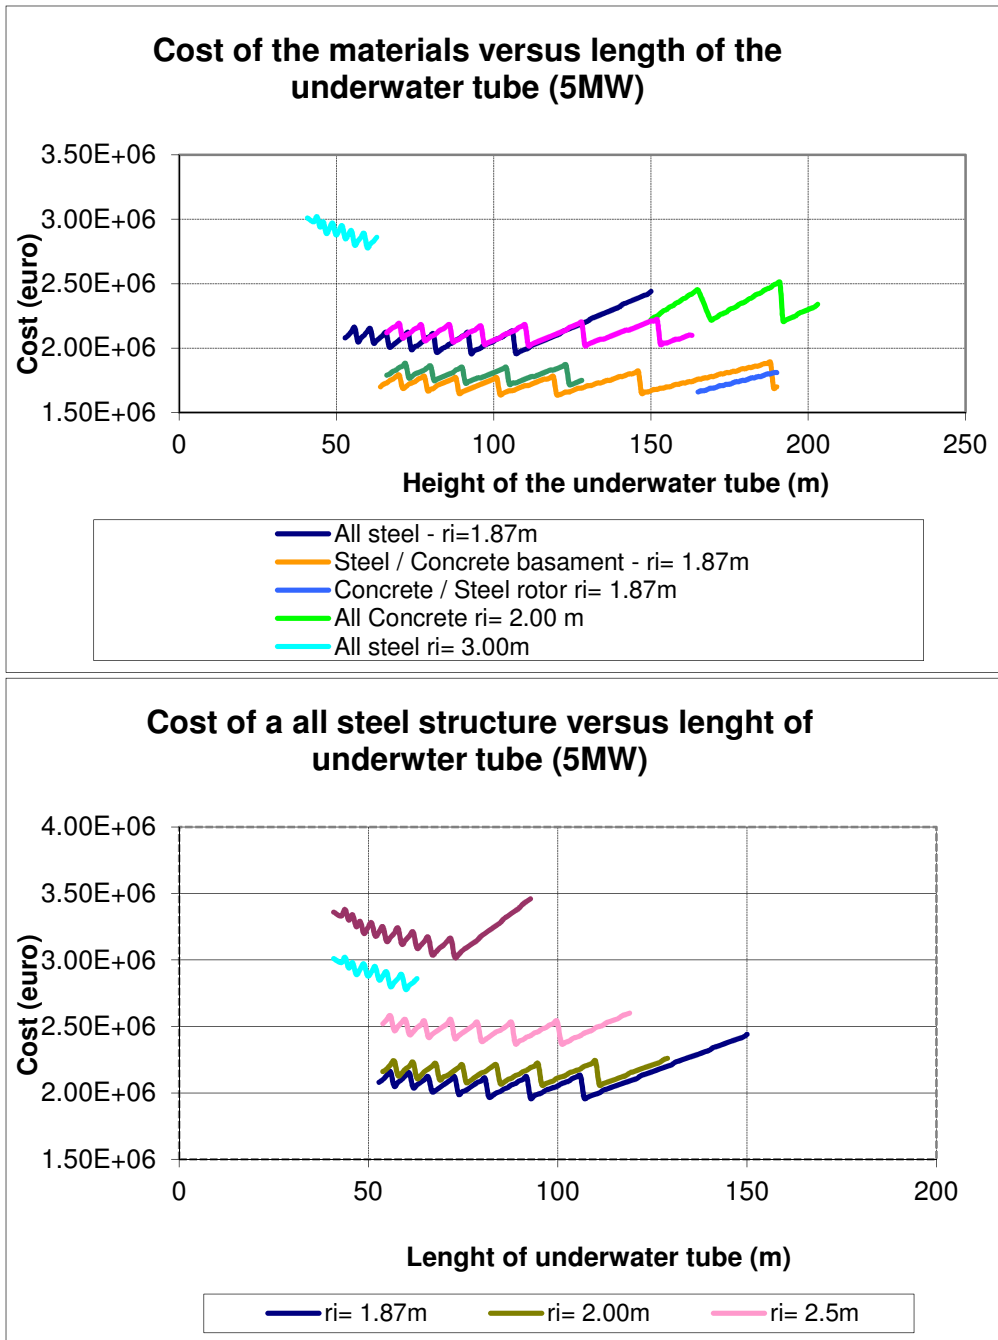 Cost of the materials versus length of the
underwater tube (5MW)
3.50E+06
3.00E+06
2.50E+06
2.00E+06
1.50E+06
Cost (euro)
0 50 100 150 200 250
Height of the underwater tube (m)
All steel - ri=1.87m
Steel / Concrete basament - ri= 1.87m
Concrete / Steel rotor ri= 1.87m
All Concrete ri= 2.00 m
All steel ri= 3.00m
Cost of a all steel structure versus lenght of
underwter tube (5MW)
4.00E+06
3.50E+06
3.00E+06
2.50E+06
2.00E+06
1.50E+06
Cost (euro)
0 50 100 150 200
Lenght of underwater tube (m)
ri= 1.87m ri= 2.00m ri= 2.5m